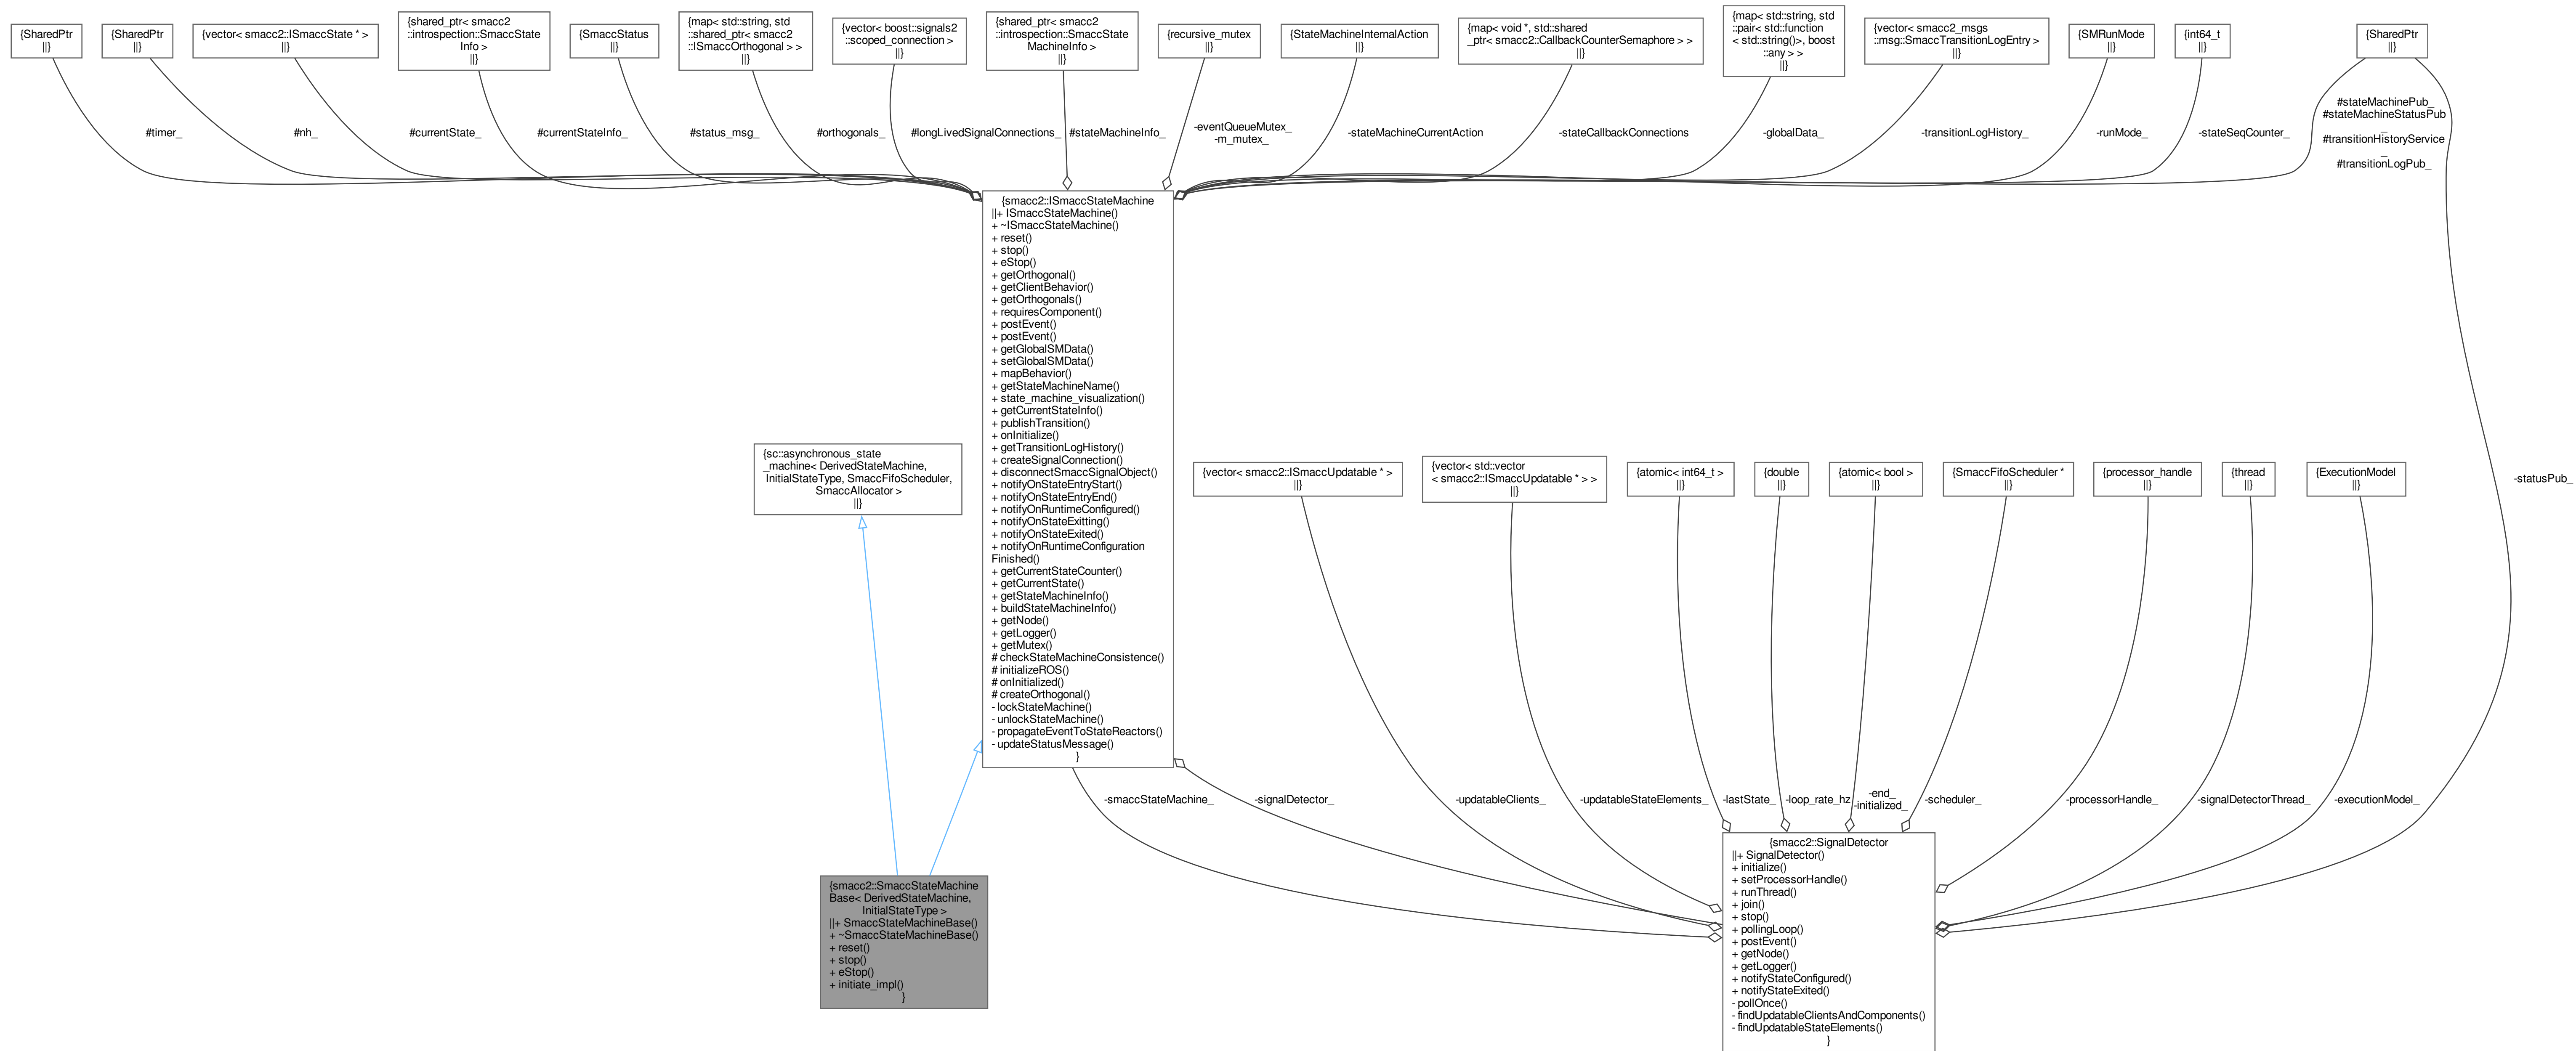 {SharedPtr
||}
{SharedPtr
||}
{vector< smacc2::ISmaccState * >
||}
{shared_ptr< smacc2
::introspection::SmaccState
Info >
||}
{SmaccStatus
||}
{map< std::string, std
::shared_ptr< smacc2
::ISmaccOrthogonal > >
||}
{vector< boost::signals2
::scoped_connection >
||}
{shared_ptr< smacc2
::introspection::SmaccState
MachineInfo >
||}
{recursive_mutex
||}
{StateMachineInternalAction
||}
{map< void *, std::shared
_ptr< smacc2::CallbackCounterSemaphore > >
||}
{map< std::string, std
::pair< std::function
< std::string()>, boost
::any > >
||}
{vector< smacc2_msgs
::msg::SmaccTransitionLogEntry >
||}
{SMRunMode
||}
{int64_t
||}
{SharedPtr
||}
#timer_
#nh_
#currentState_
#currentStateInfo_
#status_msg_
#orthogonals_
#longLivedSignalConnections_
#stateMachineInfo_
-eventQueueMutex_
-m_mutex_
-stateMachineCurrentAction
-stateCallbackConnections
-globalData_
-transitionLogHistory_
-runMode_
-stateSeqCounter_
#stateMachinePub_
#stateMachineStatusPub
_
#transitionHistoryService
_
#transitionLogPub_
{smacc2::ISmaccStateMachine
||+ ISmaccStateMachine()
+ ~ISmaccStateMachine()
+ reset()
+ stop()
+ eStop()
+ getOrthogonal()
+ getClientBehavior()
+ getOrthogonals()
+ requiresComponent()
+ postEvent()
+ postEvent()
+ getGlobalSMData()
+ setGlobalSMData()
+ mapBehavior()
+ getStateMachineName()
+ state_machine_visualization()
+ getCurrentStateInfo()
+ publishTransition()
+ onInitialize()
+ getTransitionLogHistory()
+ createSignalConnection()
+ disconnectSmaccSignalObject()
+ notifyOnStateEntryStart()
+ notifyOnStateEntryEnd()
+ notifyOnRuntimeConfigured()
+ notifyOnStateExitting()
+ notifyOnStateExited()
+ notifyOnRuntimeConfiguration
Finished()
+ getCurrentStateCounter()
+ getCurrentState()
+ getStateMachineInfo()
+ buildStateMachineInfo()
+ getNode()
+ getLogger()
+ getMutex()
# checkStateMachineConsistence()
# initializeROS()
# onInitialized()
# createOrthogonal()
- lockStateMachine()
- unlockStateMachine()
- propagateEventToStateReactors()
- updateStatusMessage()
}
{sc::asynchronous_state
_machine< DerivedStateMachine,
InitialStateType, SmaccFifoScheduler,
SmaccAllocator >
||}
{vector< smacc2::ISmaccUpdatable * >
||}
{vector< std::vector
< smacc2::ISmaccUpdatable * > >
||}
{atomic< int64_t >
||}
{double
||}
{atomic< bool >
||}
{SmaccFifoScheduler *
||}
{processor_handle
||}
{thread
||}
{ExecutionModel
||}
-statusPub_
-smaccStateMachine_
-signalDetector_
-updatableClients_
-updatableStateElements_
-lastState_
-loop_rate_hz
-end_
-initialized_
-scheduler_
-processorHandle_
-signalDetectorThread_
-executionModel_
{smacc2::SmaccStateMachine
Base< DerivedStateMachine,
InitialStateType >
||+ SmaccStateMachineBase()
+ ~SmaccStateMachineBase()
+ reset()
+ stop()
+ eStop()
+ initiate_impl()
}
{smacc2::SignalDetector
||+ SignalDetector()
+ initialize()
+ setProcessorHandle()
+ runThread()
+ join()
+ stop()
+ pollingLoop()
+ postEvent()
+ getNode()
+ getLogger()
+ notifyStateConfigured()
+ notifyStateExited()
- pollOnce()
- findUpdatableClientsAndComponents()
- findUpdatableStateElements()
}